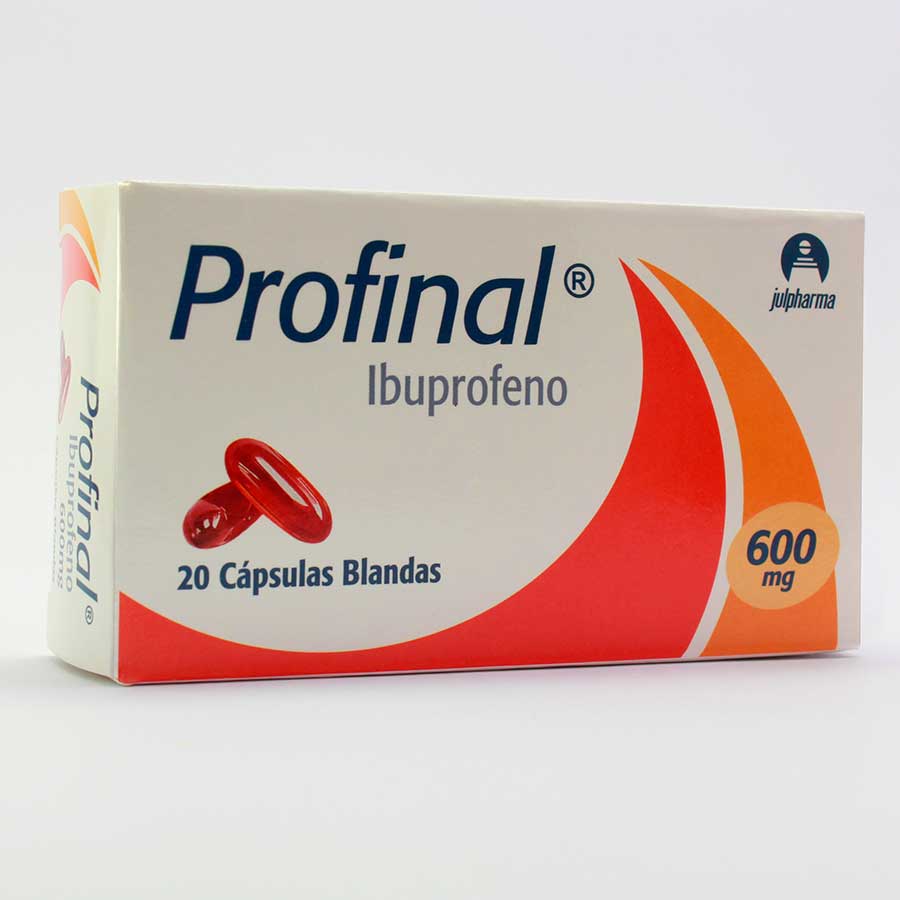 Profinal®
Ibuprofeno
julpharma
20 Cápsulas Blandas
600
mg
Profinal®
Ibuprofeno
600mg